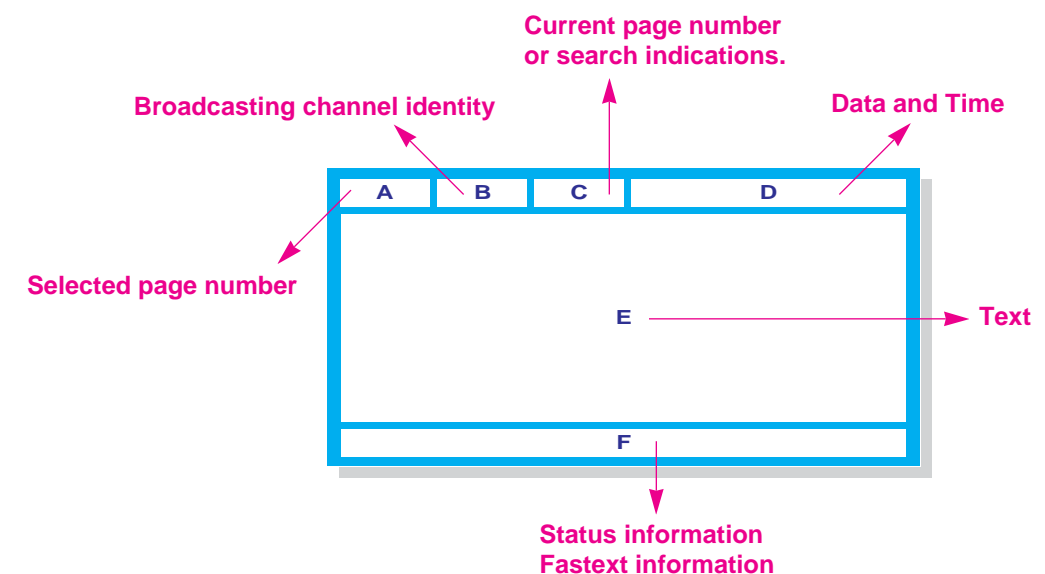 Current page number
or search indications.
Broadcasting channel identity
Data and Time
A
B
C
D
Selected page number
E
Text
F
Status information
Fastext information